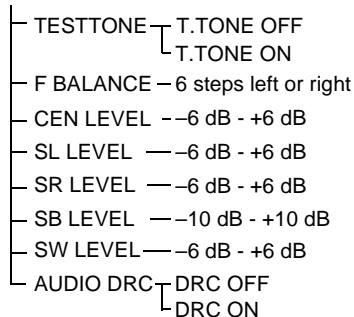 TESTTONE T.TONE OFF
T.TONE ON
F BALANCE 6 steps left or right
CEN LEVEL –6 dB - +6 dB
SL LEVEL –6 dB - +6 dB
SR LEVEL –6 dB - +6 dB
SB LEVEL –10 dB - +10 dB
SW LEVEL –6 dB - +6 dB
AUDIO DRC DRC OFF
DRC ON